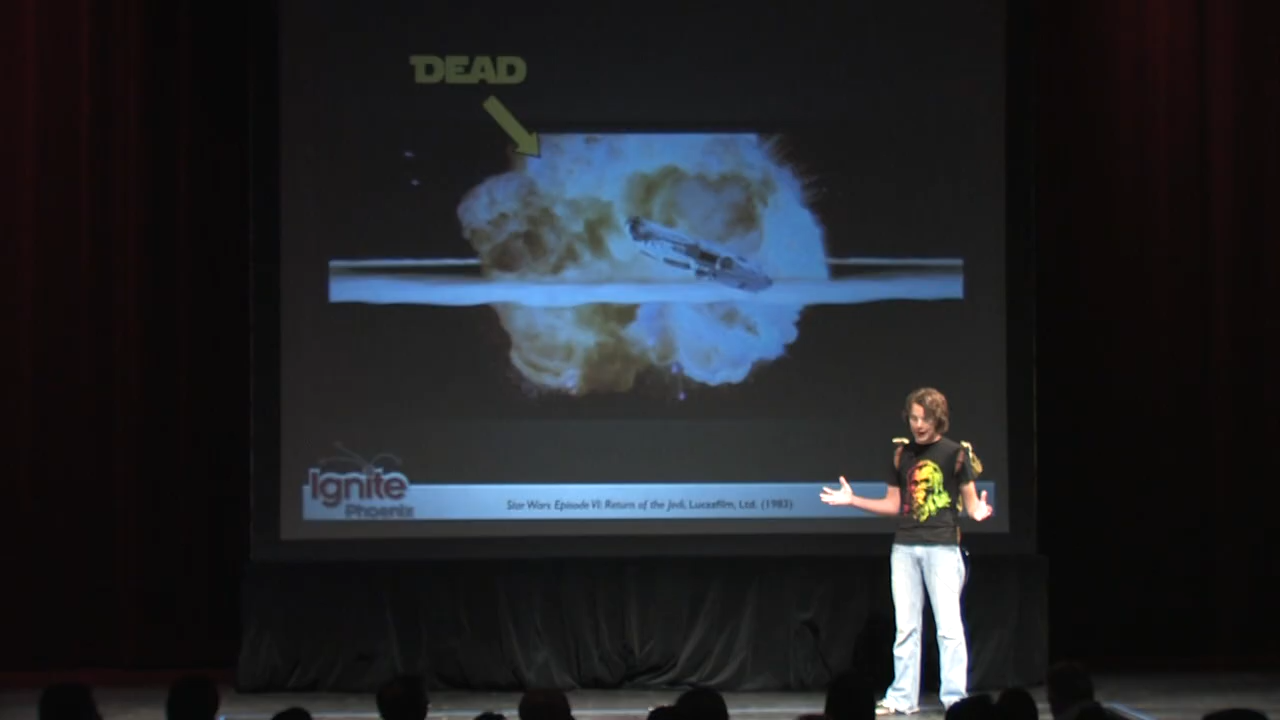 DEAD
Ignite
Phoenix
Star Wars Episode VI: Return of the Jedi, Lucasfilm, Ltd. (1983)